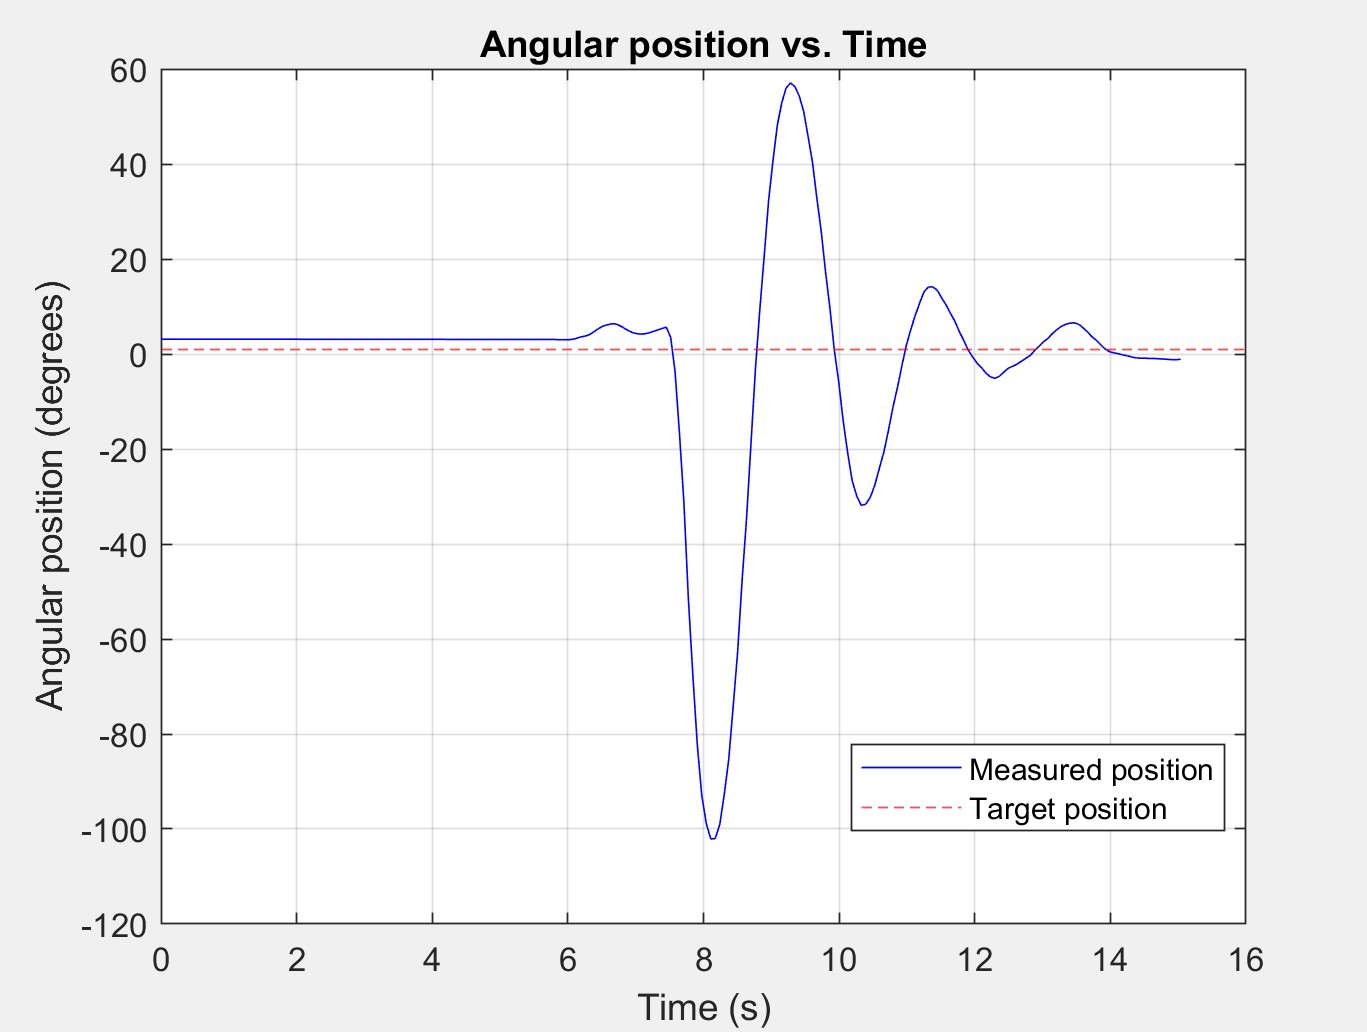 Angular position vs. Time
60
40
20
0
-20
-40
-60
-80
-100
-120
Angular position (degrees)
Measured position
Target position
0 2 4 6 8 10 12 14 16
Time (s)